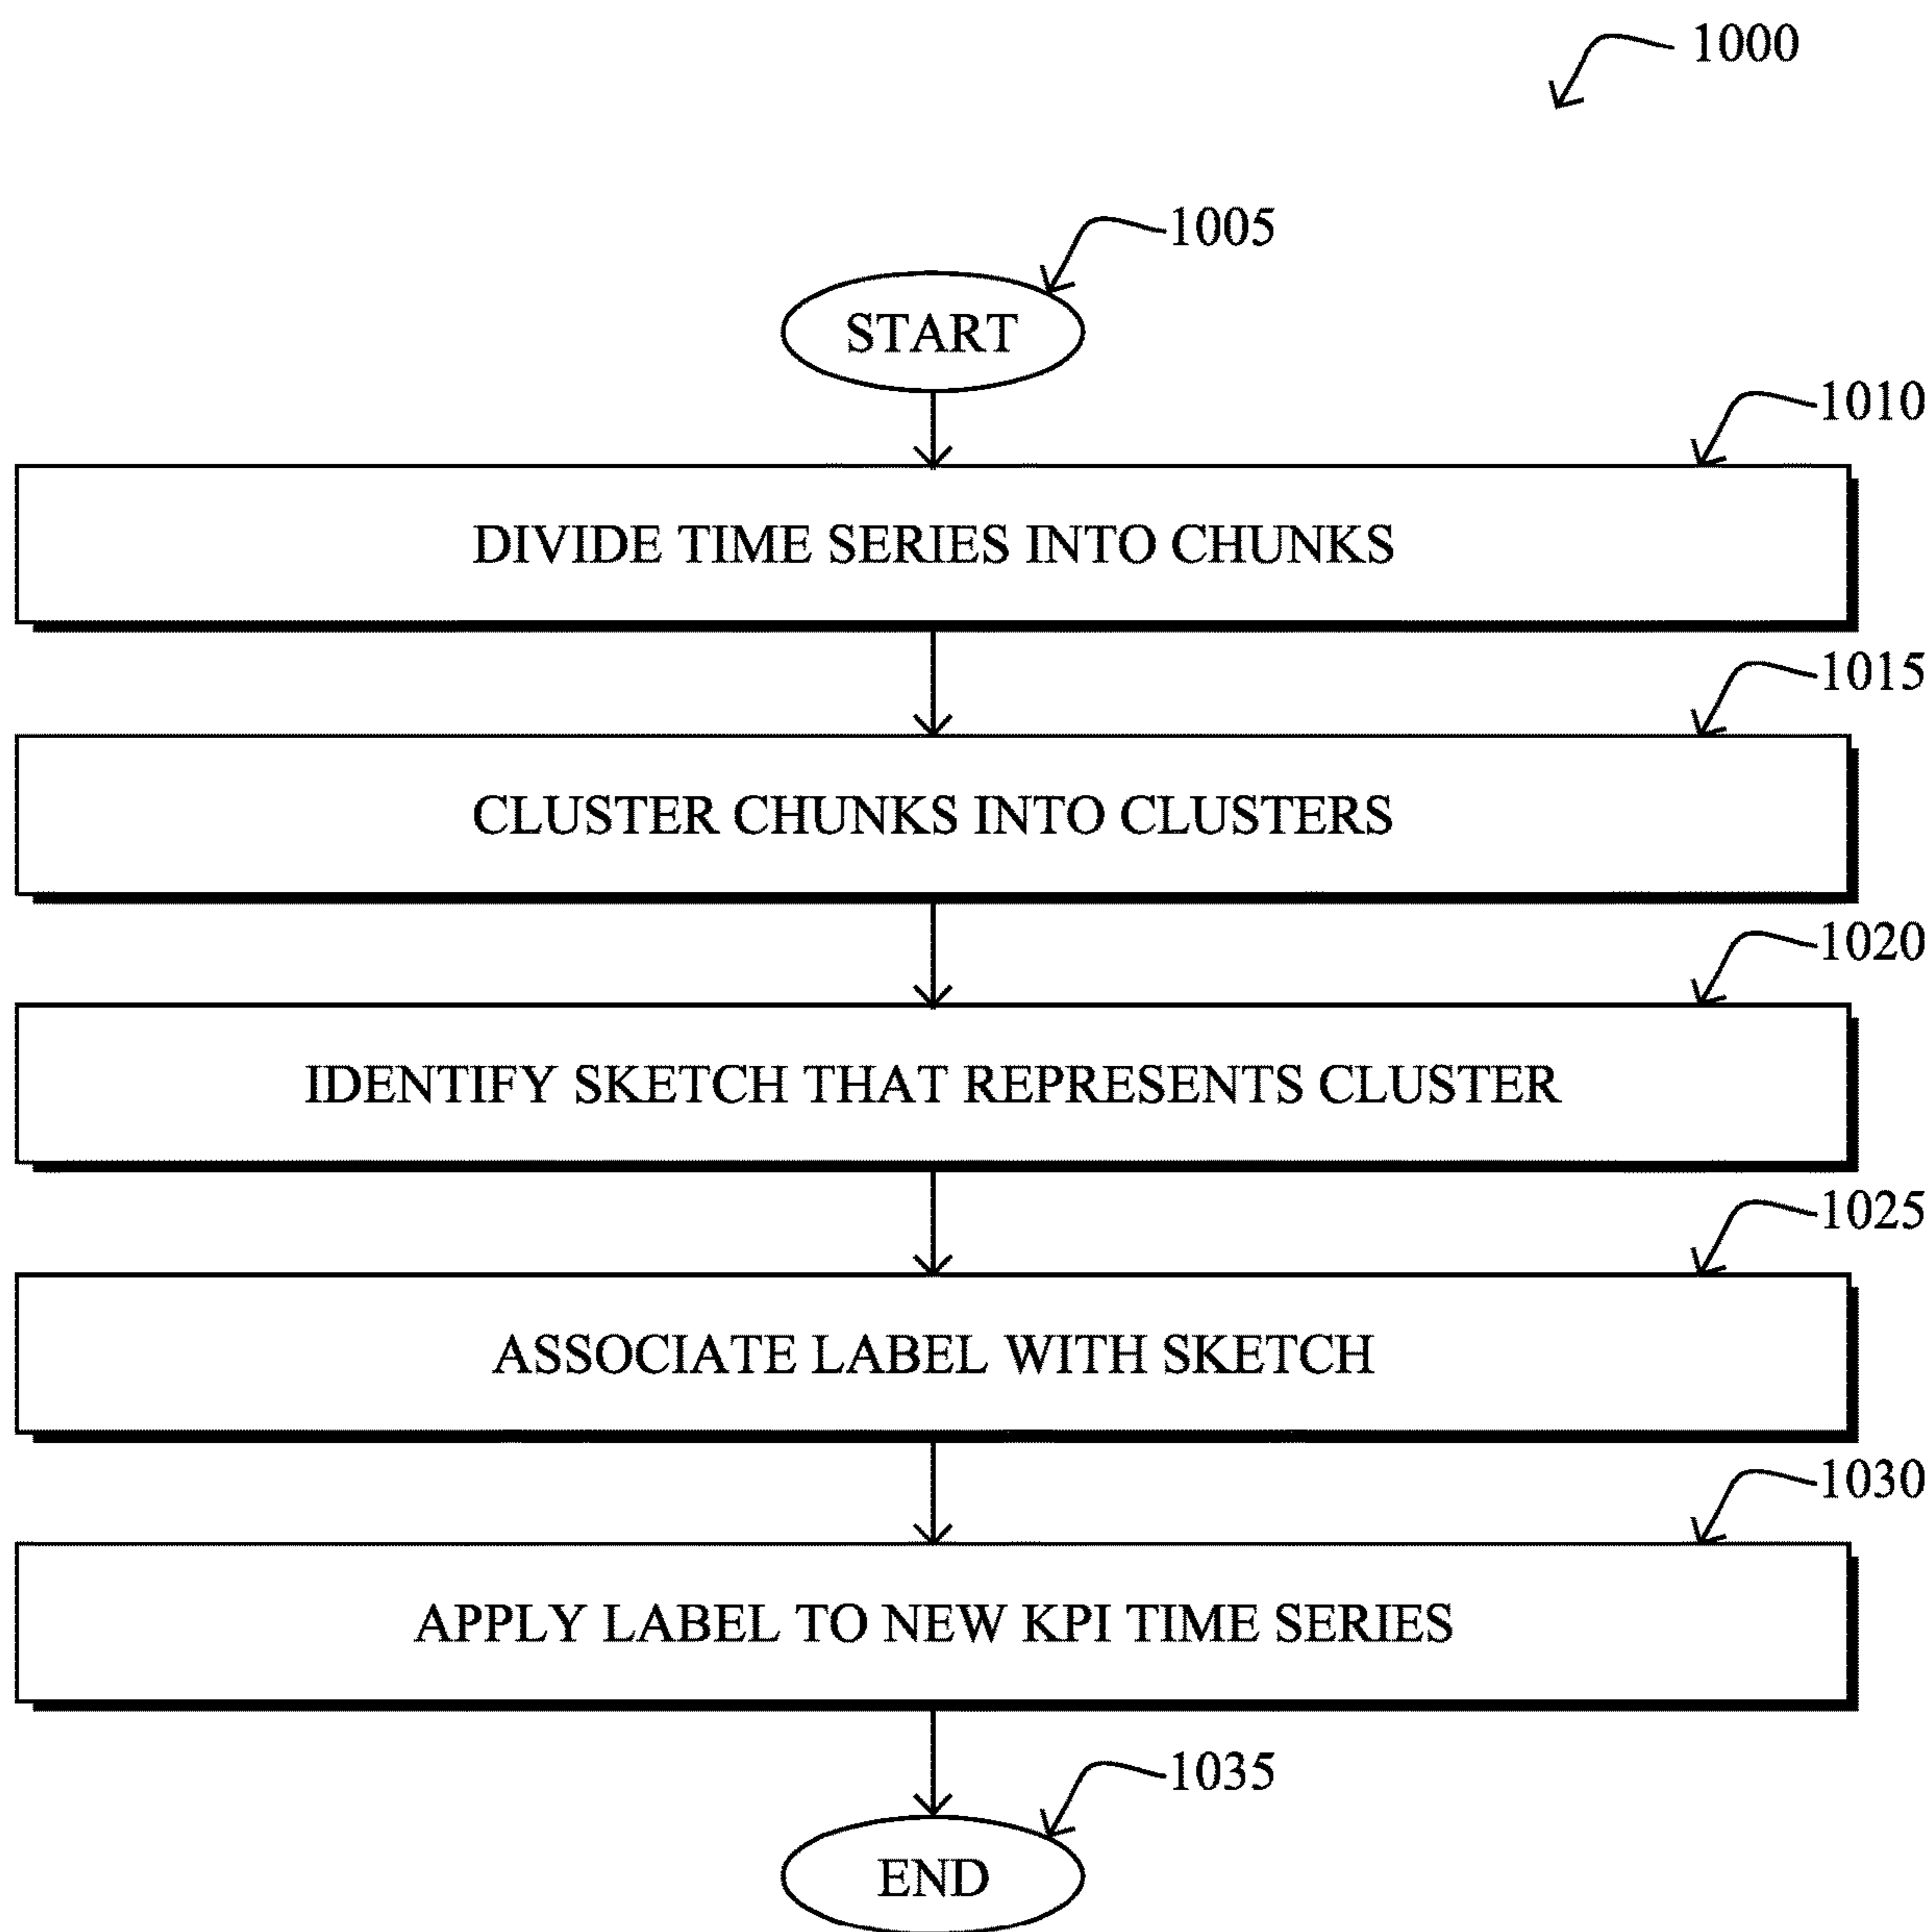 1000
1005
START
1010
DIVIDE TIME SERIES INTO CHUNKS
1015
CLUSTER CHUNKS INTO CLUSTERS
1020
IDENTIFY SKETCH THAT REPRESENTS CLUSTER
1025
ASSOCIATE LABEL WITH SKETCH
1030
APPLY LABEL TO NEW KPI TIME SERIES
1035
END